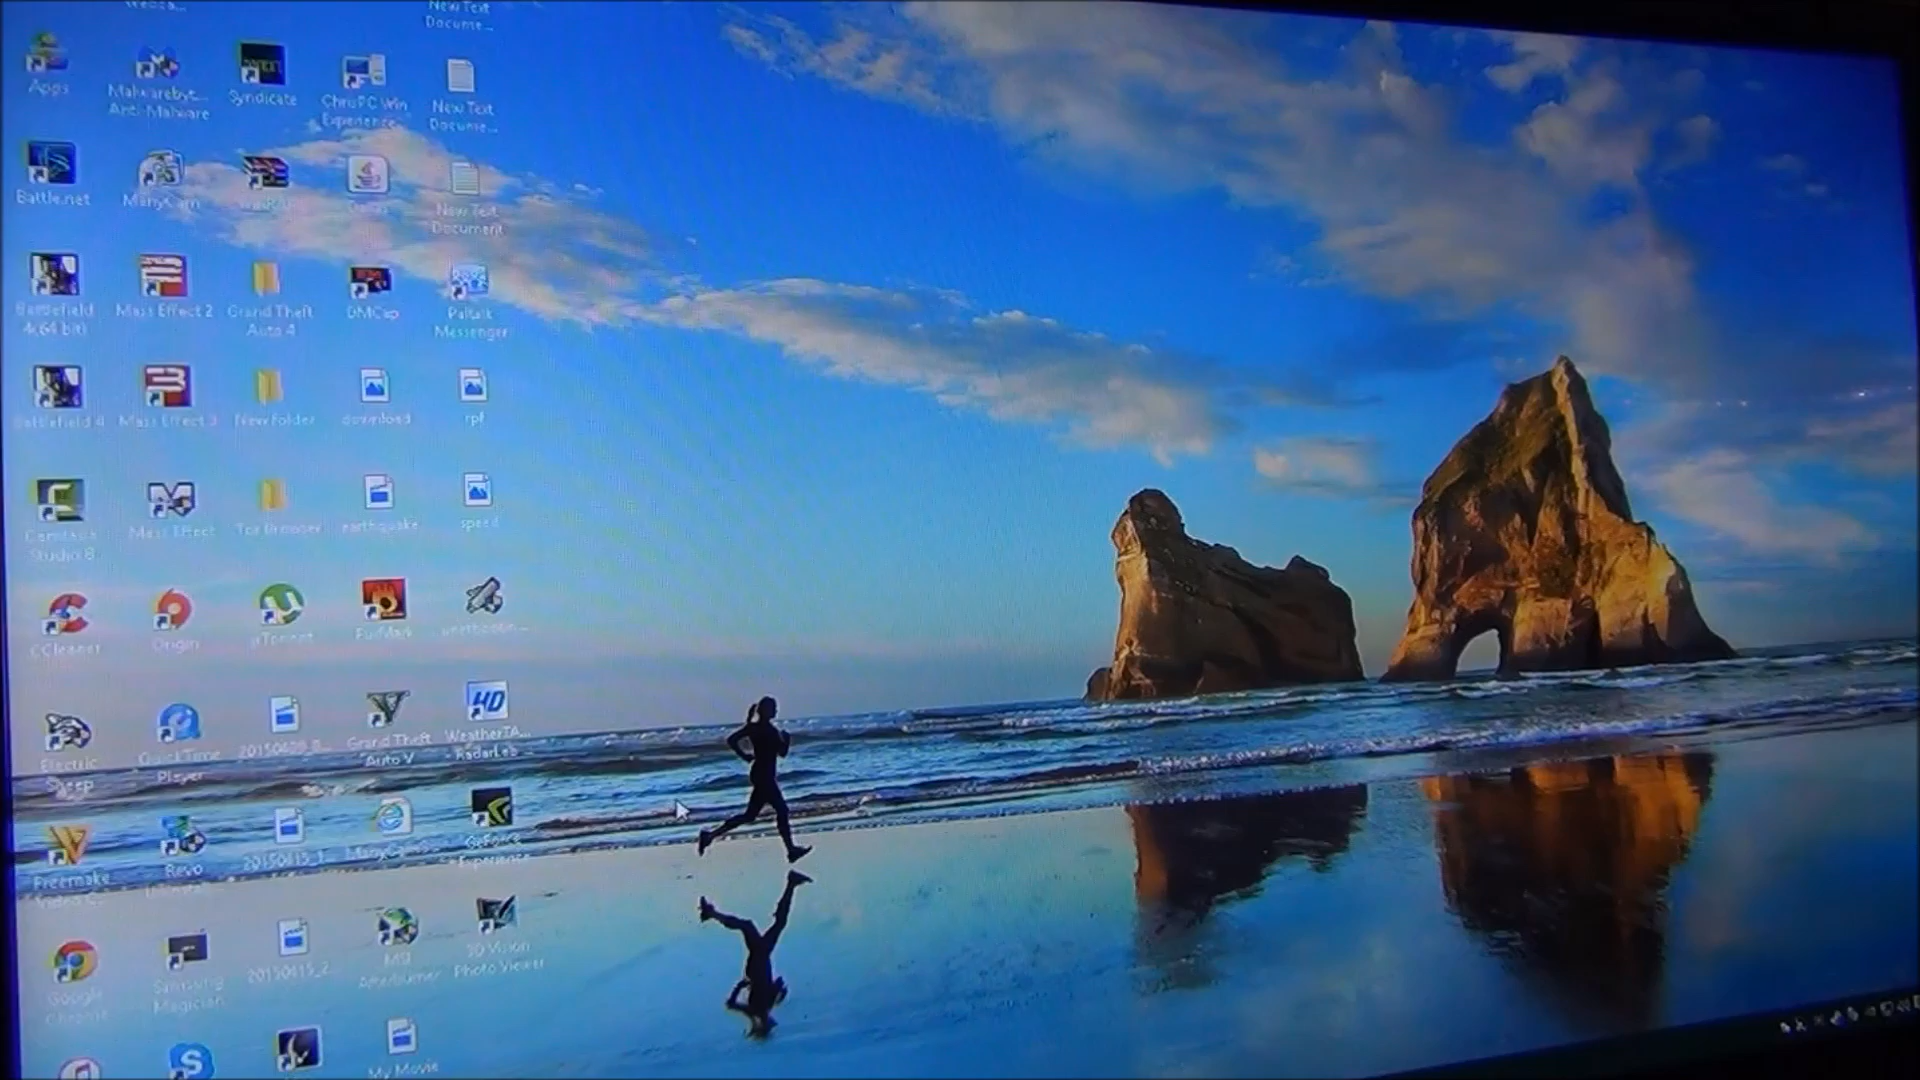 New Text
Docume...
Apps
Malwarebyt...
Anti-Malware
Syndicate
ChrisPC Win
Experience...
New Text
Docume...
Battle.net
ManyCam
WinRAR
New Text
Document
Battlefield
4 (64 bit)
Mass Effect 2
Grand Theft
Auto 4
DMCap
Paltalk
Messenger
Battlefield 4
Mass Effect 3
New folder
download
rpf
Camtasia
Studio 8
Mass Effect
Tor Browser
earthquake
speed
CCleaner
Origin
uTorrent
FurMark
Electric
Sheep
QuickTime
Player
Grand Theft
Auto V
HD
WeatherTA...
- RadarLab ...
Freemake
Video C...
Revo
20150415_1...
GeForce
Experience
Google
Chrome
Samsung
Magician
20150415_2...
MSI
Afterburner
3D Vision
Photo Viewer
My Movie